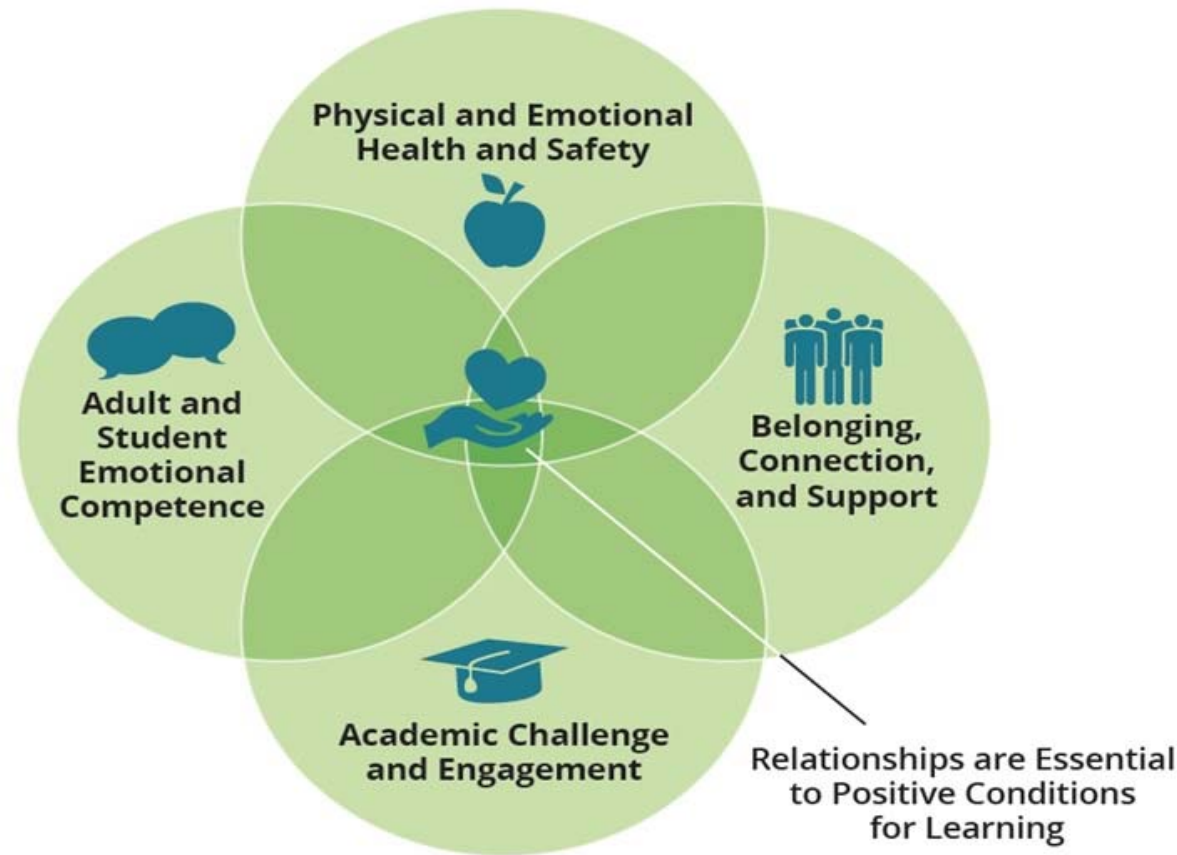 Physical and Emotional
Health and Safety
Adult and
Student
Emotional
Competence
Belonging,
Connection,
and Support
Academic Challenge
and Engagement
Relationships are Essential
to Positive Conditions
for Learning